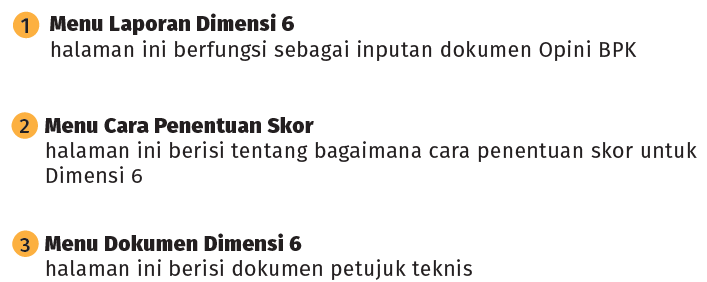 1 Menu Laporan Dimensi 6
halaman ini berfungsi sebagai inputan dokumen Opini BPK
2 Menu Cara Penentuan Skor
halaman ini berisi tentang bagaimana cara penentuan skor untuk
Dimensi 6
3 Menu Dokumen Dimensi 6
halaman ini berisi dokumen petujuk teknis